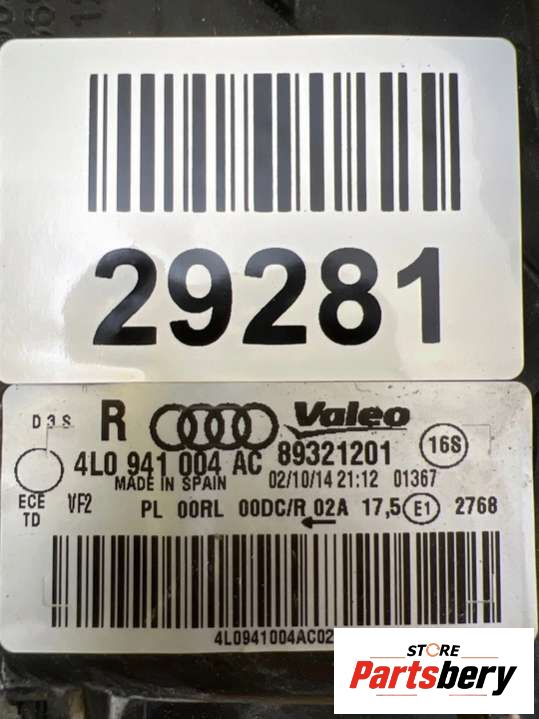 29281
D3S R Valeo
4L0 941 004 AC 89321201 16S
MADE IN SPAIN 02/10/14 21:12 01367
ECE VF2 PL 00RL 00DC/R 02A 17,5 E1 2768
TD
4L0941004AC02
STORE
Partsbery